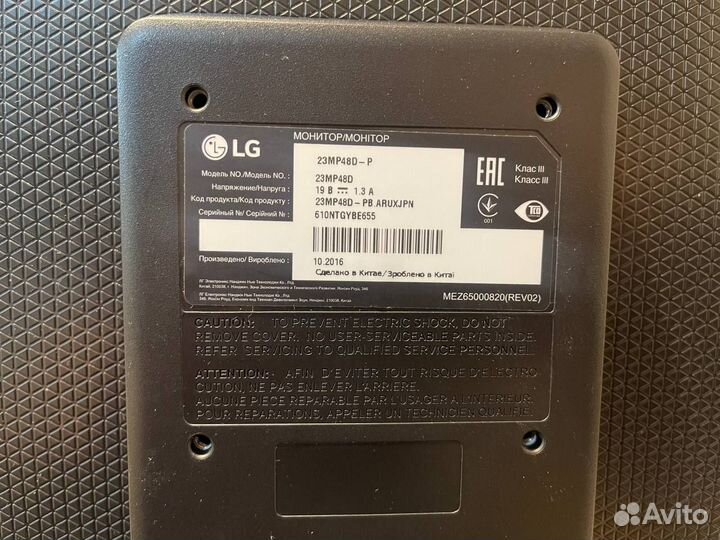 LG
МОНИТОР/МОНІТОР
23MP48D-P
Модель NO./Модель NO. : 23MP48D
Напряжение/Напруга : 19 В 1.3 А
Код продукта/Код продукту : 23MP48D-PB.ARUXJPN
Серийный №/ Серійний № : 610NTGYBE655
Произведено/ Вироблено : 10.2016
Сделано в Китае/Зроблено в Китаї
EAC
Клас III
Класс III
001
TCO
MEZ65000820(REV02)
CAUTION: TO PREVENT ELECTRIC SHOCK, DO NOT
REMOVE COVER. NO USER-SERVICEABLE PARTS INSIDE.
REFER SERVICING TO QUALIFIED SERVICE PERSONNEL.
ATTENTION: AFIN D'EVITER TOUT RISQUE D'ELECTRO
CUTION, NE PAS ENLEVER L'ARRIERE.
AUCUNE PIECE REPARABLE PAR L'USAGER A L'INTERIEUR.
POUR REPARATIONS, APPELER UN TECHNICIEN QUALIFIE.
Avito